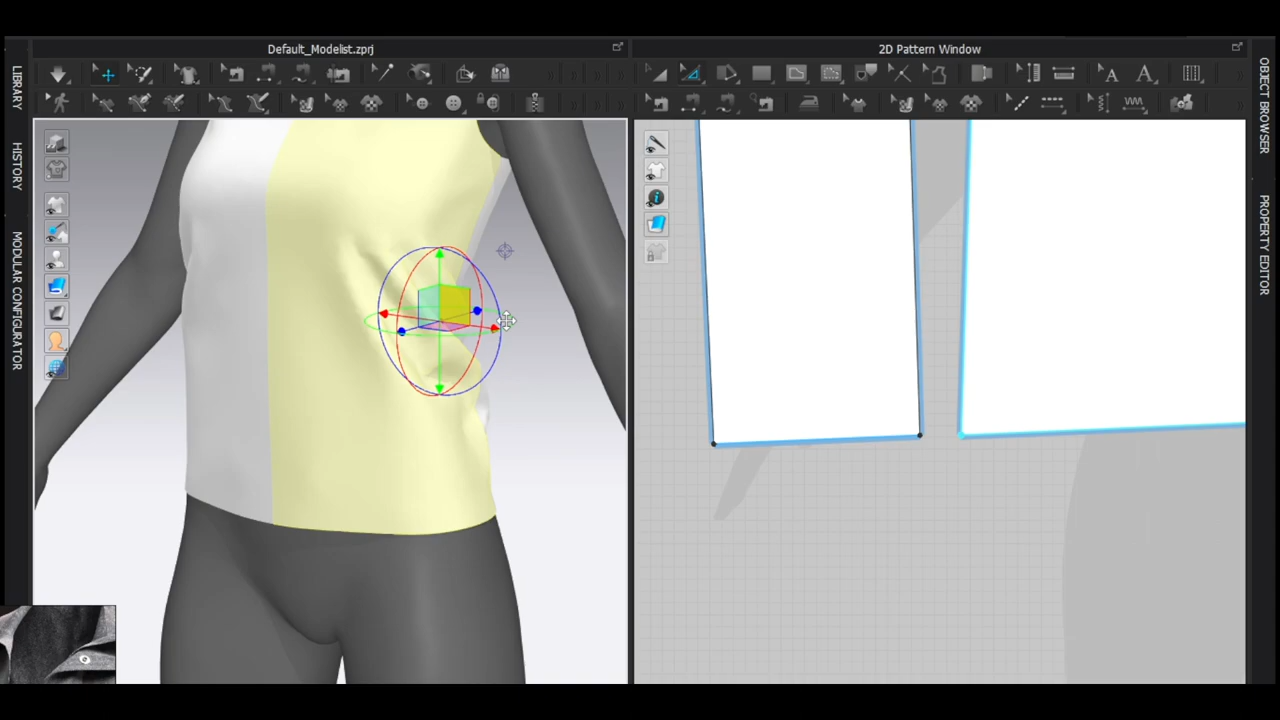 Default_Modelist.zprj
2D Pattern Window
LIBRARY
HISTORY
MODULAR CONFIGURATOR
OBJECT BROWSER
PROPERTY EDITOR